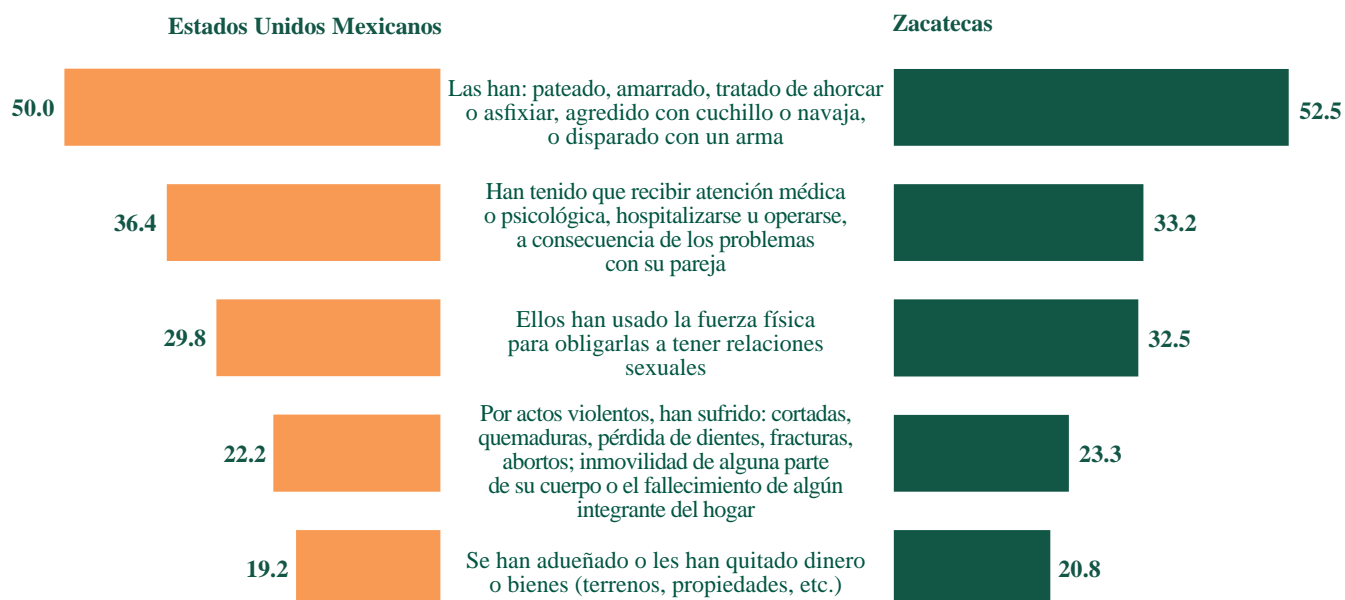 Estados Unidos Mexicanos
Zacatecas
50.0
Las han: pateado, amarrado, tratado de ahorcar
o asfixiar, agredido con cuchillo o navaja,
o disparado con un arma
52.5
36.4
Han tenido que recibir atención médica
o psicológica, hospitalizarse u operarse,
a consecuencia de los problemas
con su pareja
33.2
29.8
Ellos han usado la fuerza física
para obligarlas a tener relaciones
sexuales
32.5
22.2
Por actos violentos, han sufrido: cortadas,
quemaduras, pérdida de dientes, fracturas,
abortos; inmovilidad de alguna parte
de su cuerpo o el fallecimiento de algún
integrante del hogar
23.3
19.2
Se han adueñado o les han quitado dinero
o bienes (terrenos, propiedades, etc.)
20.8